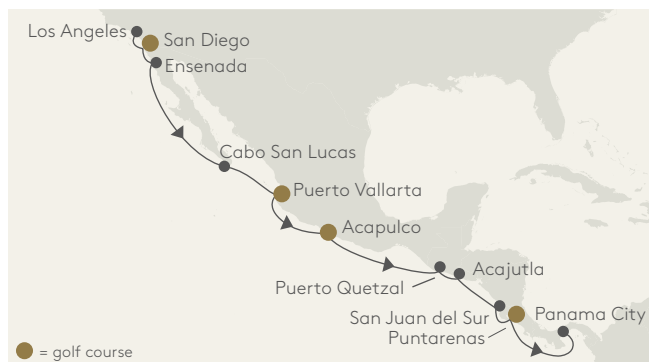 Los Angeles
San Diego
Ensenada
Cabo San Lucas
Puerto Vallarta
Acapulco
Acajutla
Puerto Quetzal
San Juan del Sur
Panama City
Puntarenas
= golf course